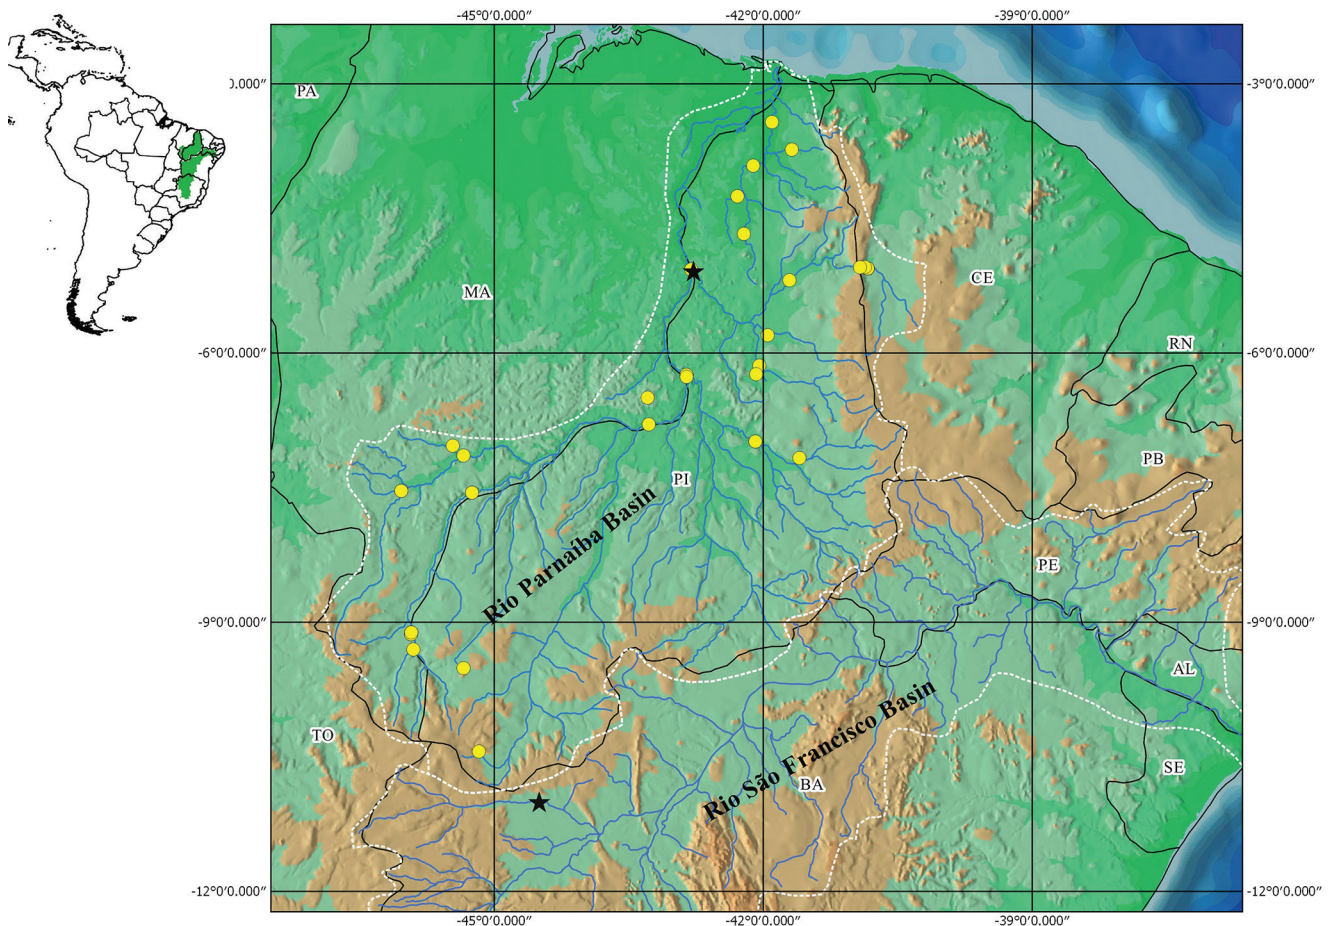 -45°0′0.000″ -42°0′0.000″ -39°0′0.000″
0.000″ -3°0′0.000″
PA
MA
CE
-6°0′0.000″ -6°0′0.000″
RN
PB
PI
Rio Parnaíba Basin
PE
-9°0′0.000″ -9°0′0.000″
AL
Rio São Francisco Basin
TO
SE
BA
-12°0′0.000″ -12°0′0.000″
-45°0′0.000″ -42°0′0.000″ -39°0′0.000″